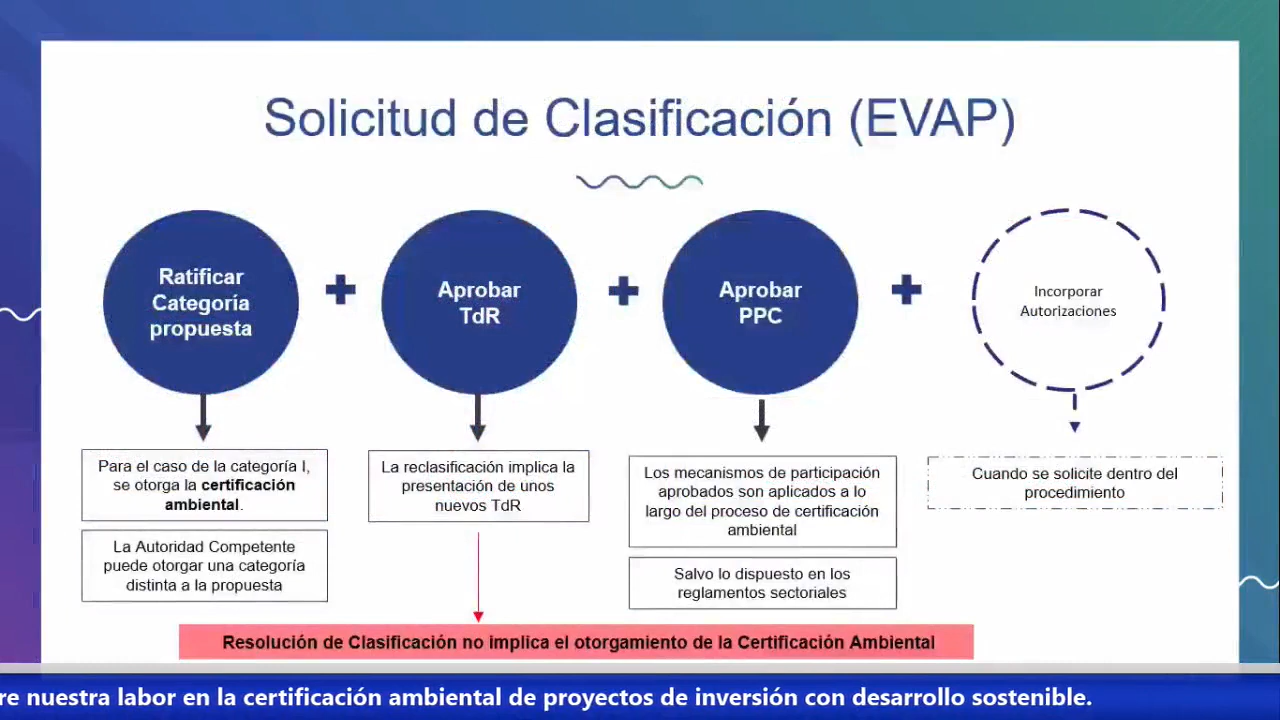 Solicitud de Clasificación (EVAP)
Ratificar
Categoría
propuesta
Aprobar
TdR
Aprobar
PPC
Incorporar
Autorizaciones
Para el caso de la categoría I,
se otorga la certificación
ambiental.
La Autoridad Competente
puede otorgar una categoría
distinta a la propuesta
La reclasificación implica la
presentación de unos
nuevos TdR
Los mecanismos de participación
aprobados son aplicados a lo
largo del proceso de certificación
ambiental
Salvo lo dispuesto en los
reglamentos sectoriales
Cuando se solicite dentro del
procedimiento
Resolución de Clasificación no implica el otorgamiento de la Certificación Ambiental
re nuestra labor en la certificación ambiental de proyectos de inversión con desarrollo sostenible.